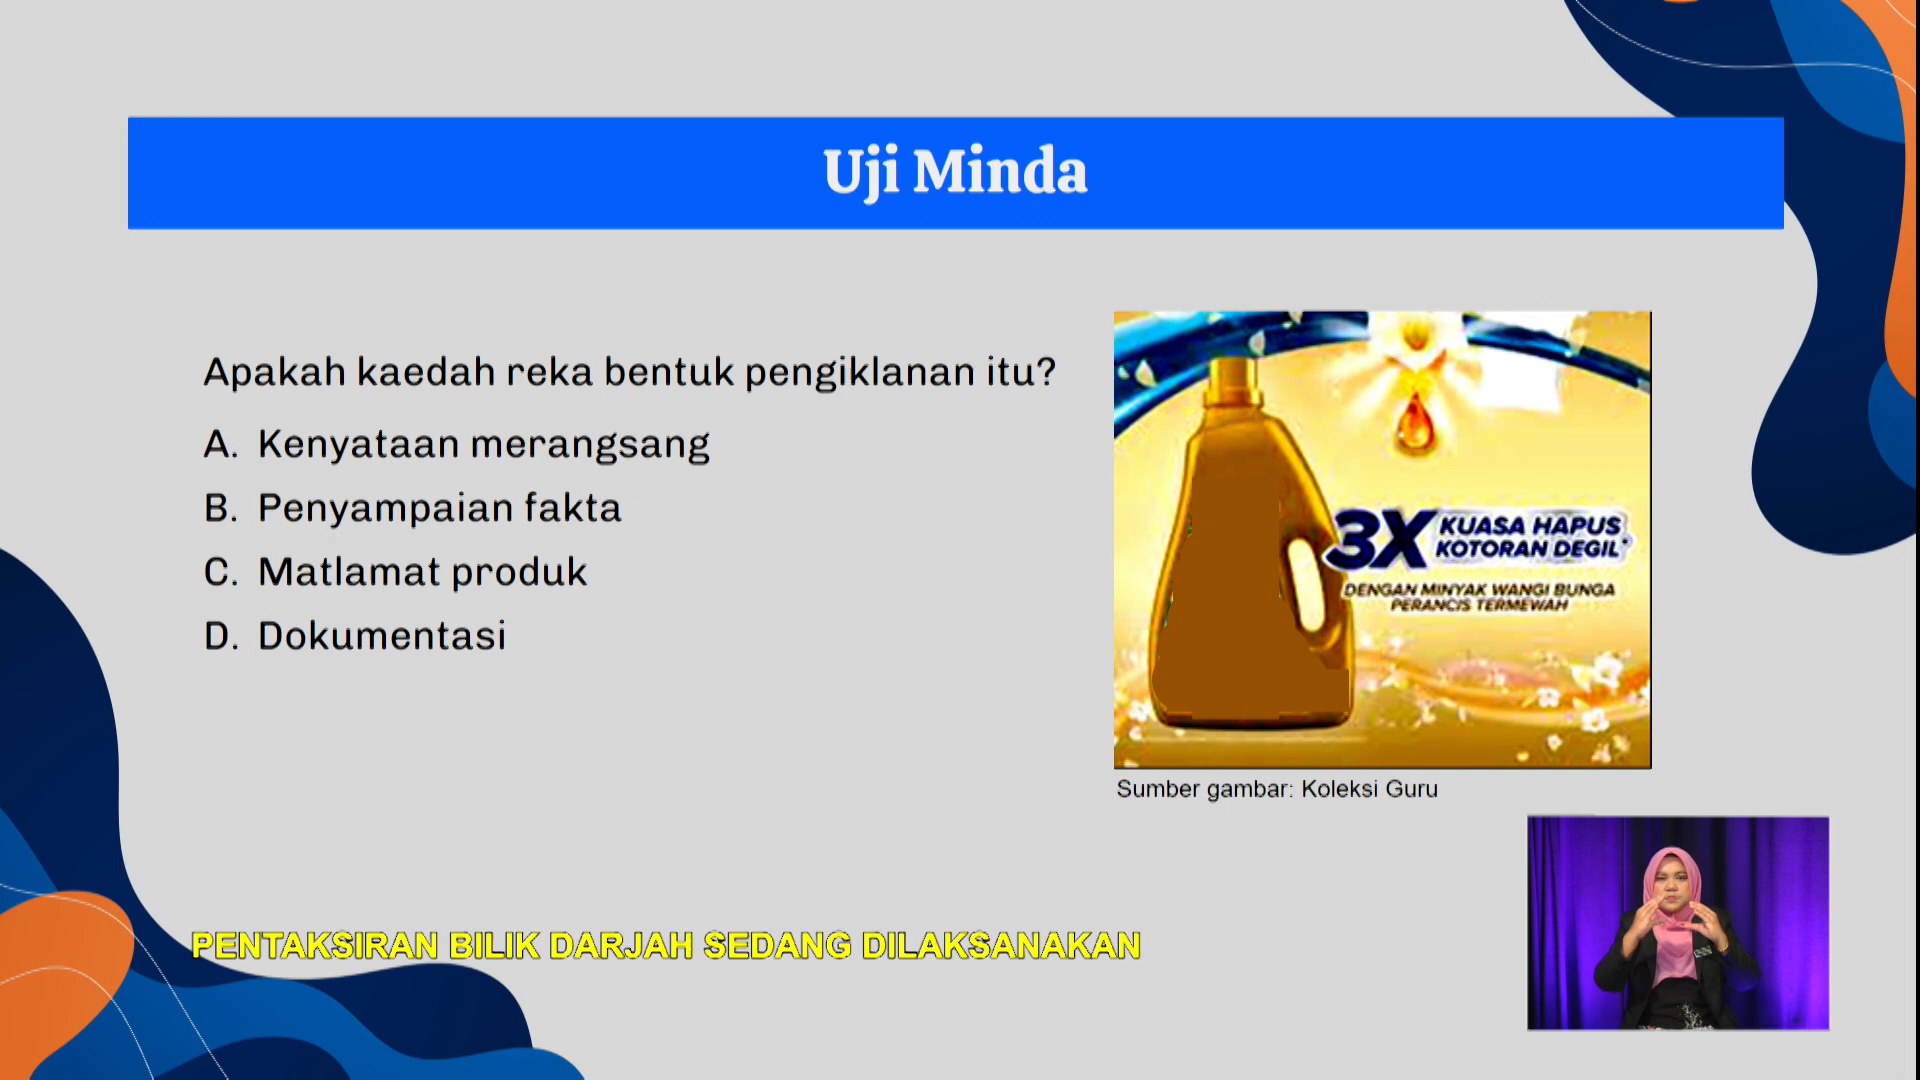 Uji Minda
Apakah kaedah reka bentuk pengiklanan itu?
A. Kenyataan merangsang
B. Penyampaian fakta
C. Matlamat produk
D. Dokumentasi
3X KUASA HAPUS
KOTORAN DEGIL*
DENGAN MINYAK WANGI BUNGA
PERANCIS TERMEWAH
Sumber gambar: Koleksi Guru
PENTAKSIRAN BILIK DARJAH SEDANG DILAKSANAKAN